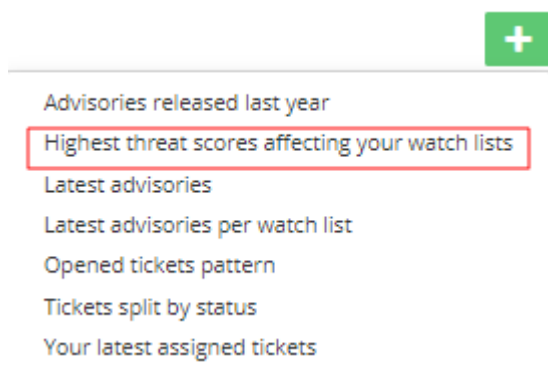 Advisories released last year
Highest threat scores affecting your watch lists
Latest advisories
Latest advisories per watch list
Opened tickets pattern
Tickets split by status
Your latest assigned tickets